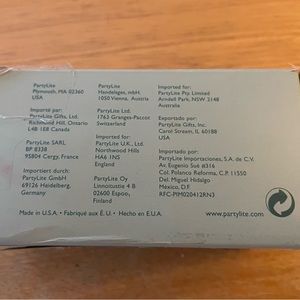 PartyLite
Plymouth, MA 02360
USA
Importé par:
PartyLite Gifts, Ltd.
Richmond Hill, Ontario
L4B 1E8 Canada
PartyLite SARL
BP 8338
95804 Cergy, France
Importiert durch:
PartyLite GmbH
69126 Heidelberg,
Germany
PartyLite
Handelsges. mbH.
1050 Vienna, Austria
PartyLite Ltd.
1763 Granges-Paccot
Switzerland
Imported for:
PartyLite U.K., Ltd.
Northwood Hills
HA6 1NS
England
PartyLite Oy
Linnoitustie 4 B
02600 Espoo,
Finland
Imported for:
PartyLite Pty. Limited
Arndell Park, NSW 2148
Australia
Exportado por:
PartyLite Gifts, Inc.
Carol Stream, IL 60188
USA
Importado por:
PartyLite Importaciones, S.A. de C.V.
Av. Eugenio Sue #316
Col. Polanco Reforma, C.P. 11550
Del. Miguel Hidalgo
Mexico, D.F.
RFC-PIM020412RN3
Made in U.S.A. • Fabriqué aux É.U. • Hecho en E.U.A.
www.partylite.com